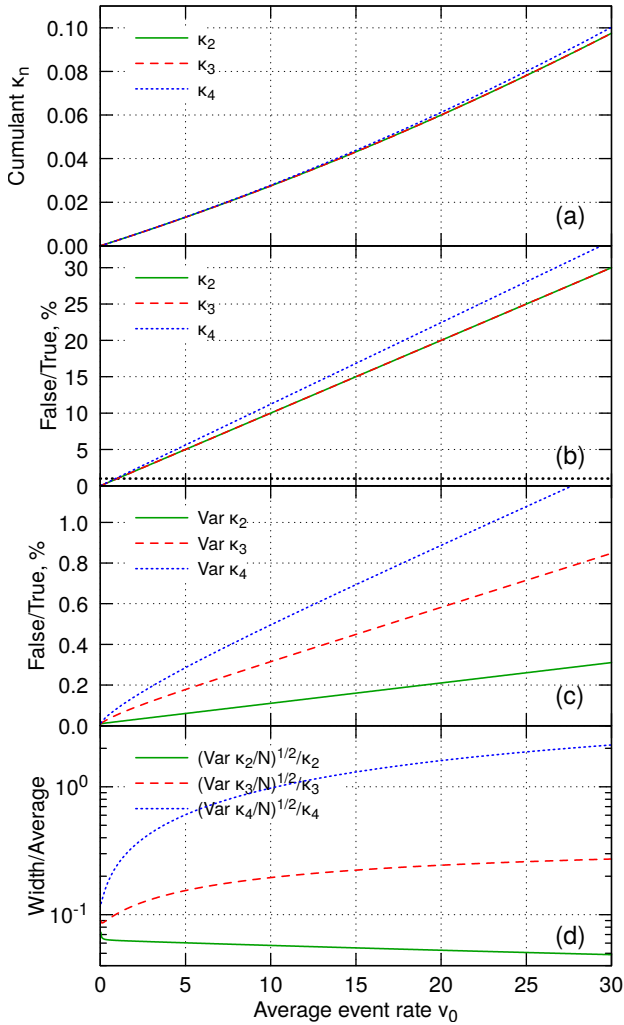 0.10
κ2
0.08
κ3
κ4
0.06
Cumulant κn
0.04
0.02
(a)
0.00
30
κ2
25
κ3
κ4
20
False/True, %
15
10
5
(b)
0
Var κ2
1.0
Var κ3
0.8
Var κ4
False/True, %
0.6
0.4
0.2
(c)
0.0
(Var κ2/N)^1/2/κ2
10^0
(Var κ3/N)^1/2/κ3
(Var κ4/N)^1/2/κ4
Width/Average
10^-1
(d)
0 5 10 15 20 25 30
Average event rate ν0